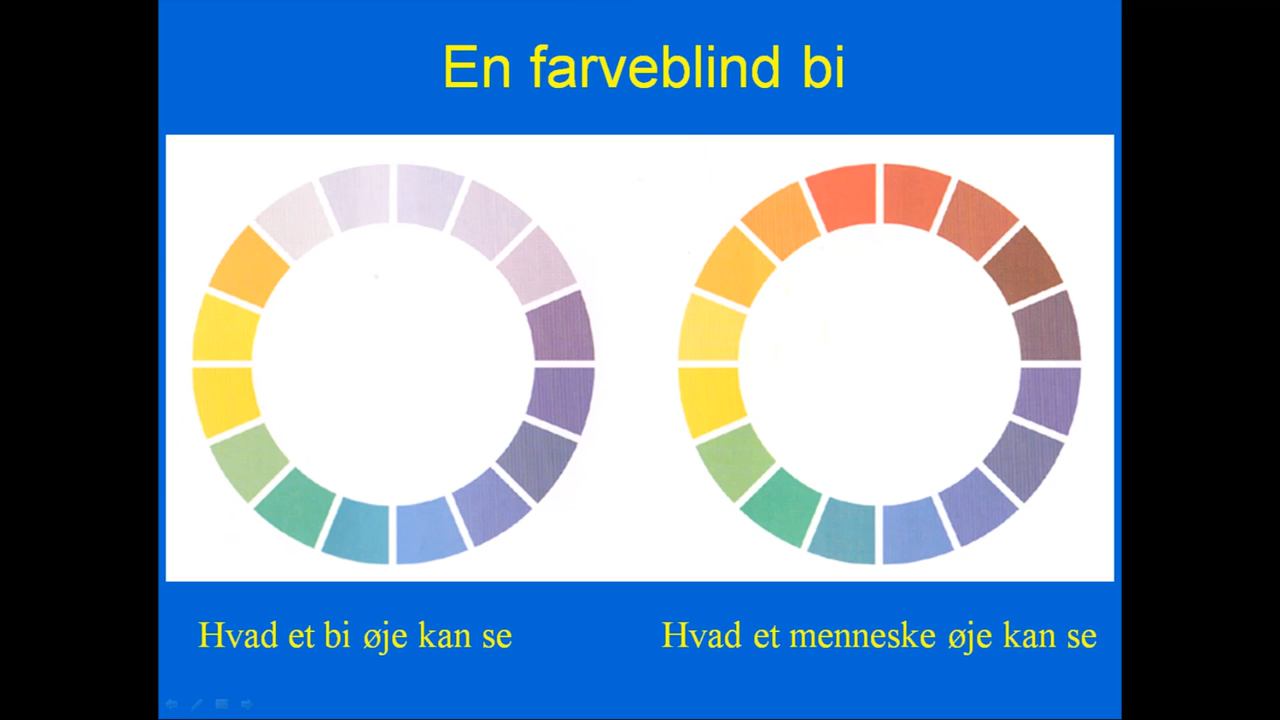 En farveblind bi
Hvad et bi øje kan se
Hvad et menneske øje kan se